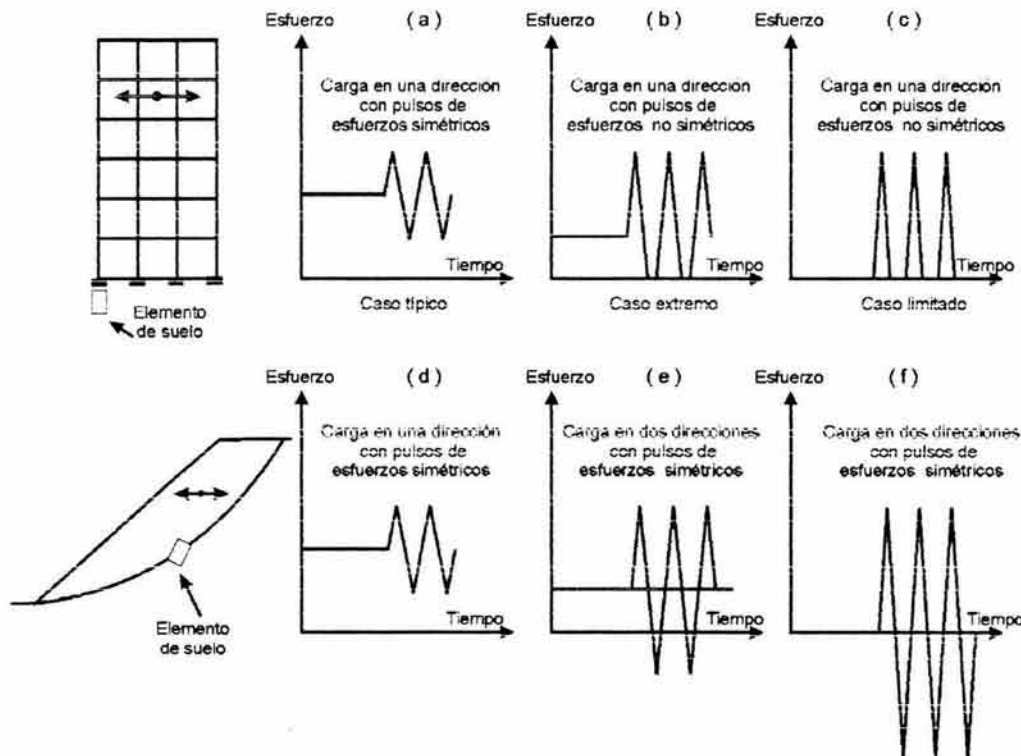 Esfuerzo
( a )
Carga en una dirección
con pulsos de
esfuerzos simétricos
Tiempo
Caso típico
Esfuerzo
( b )
Carga en una dirección
con pulsos de
esfuerzos no simétricos
Tiempo
Caso extremo
Esfuerzo
( c )
Carga en una dirección
con pulsos de
esfuerzos no simétricos
Tiempo
Caso limitado
Elemento
de suelo
Esfuerzo
( d )
Carga en una dirección
con pulsos de
esfuerzos simétricos
Tiempo
Esfuerzo
( e )
Carga en dos direcciones
con pulsos de
esfuerzos simétricos
Tiempo
Esfuerzo
( f )
Carga en dos direcciones
con pulsos de
esfuerzos simétricos
Tiempo
Elemento
de suelo